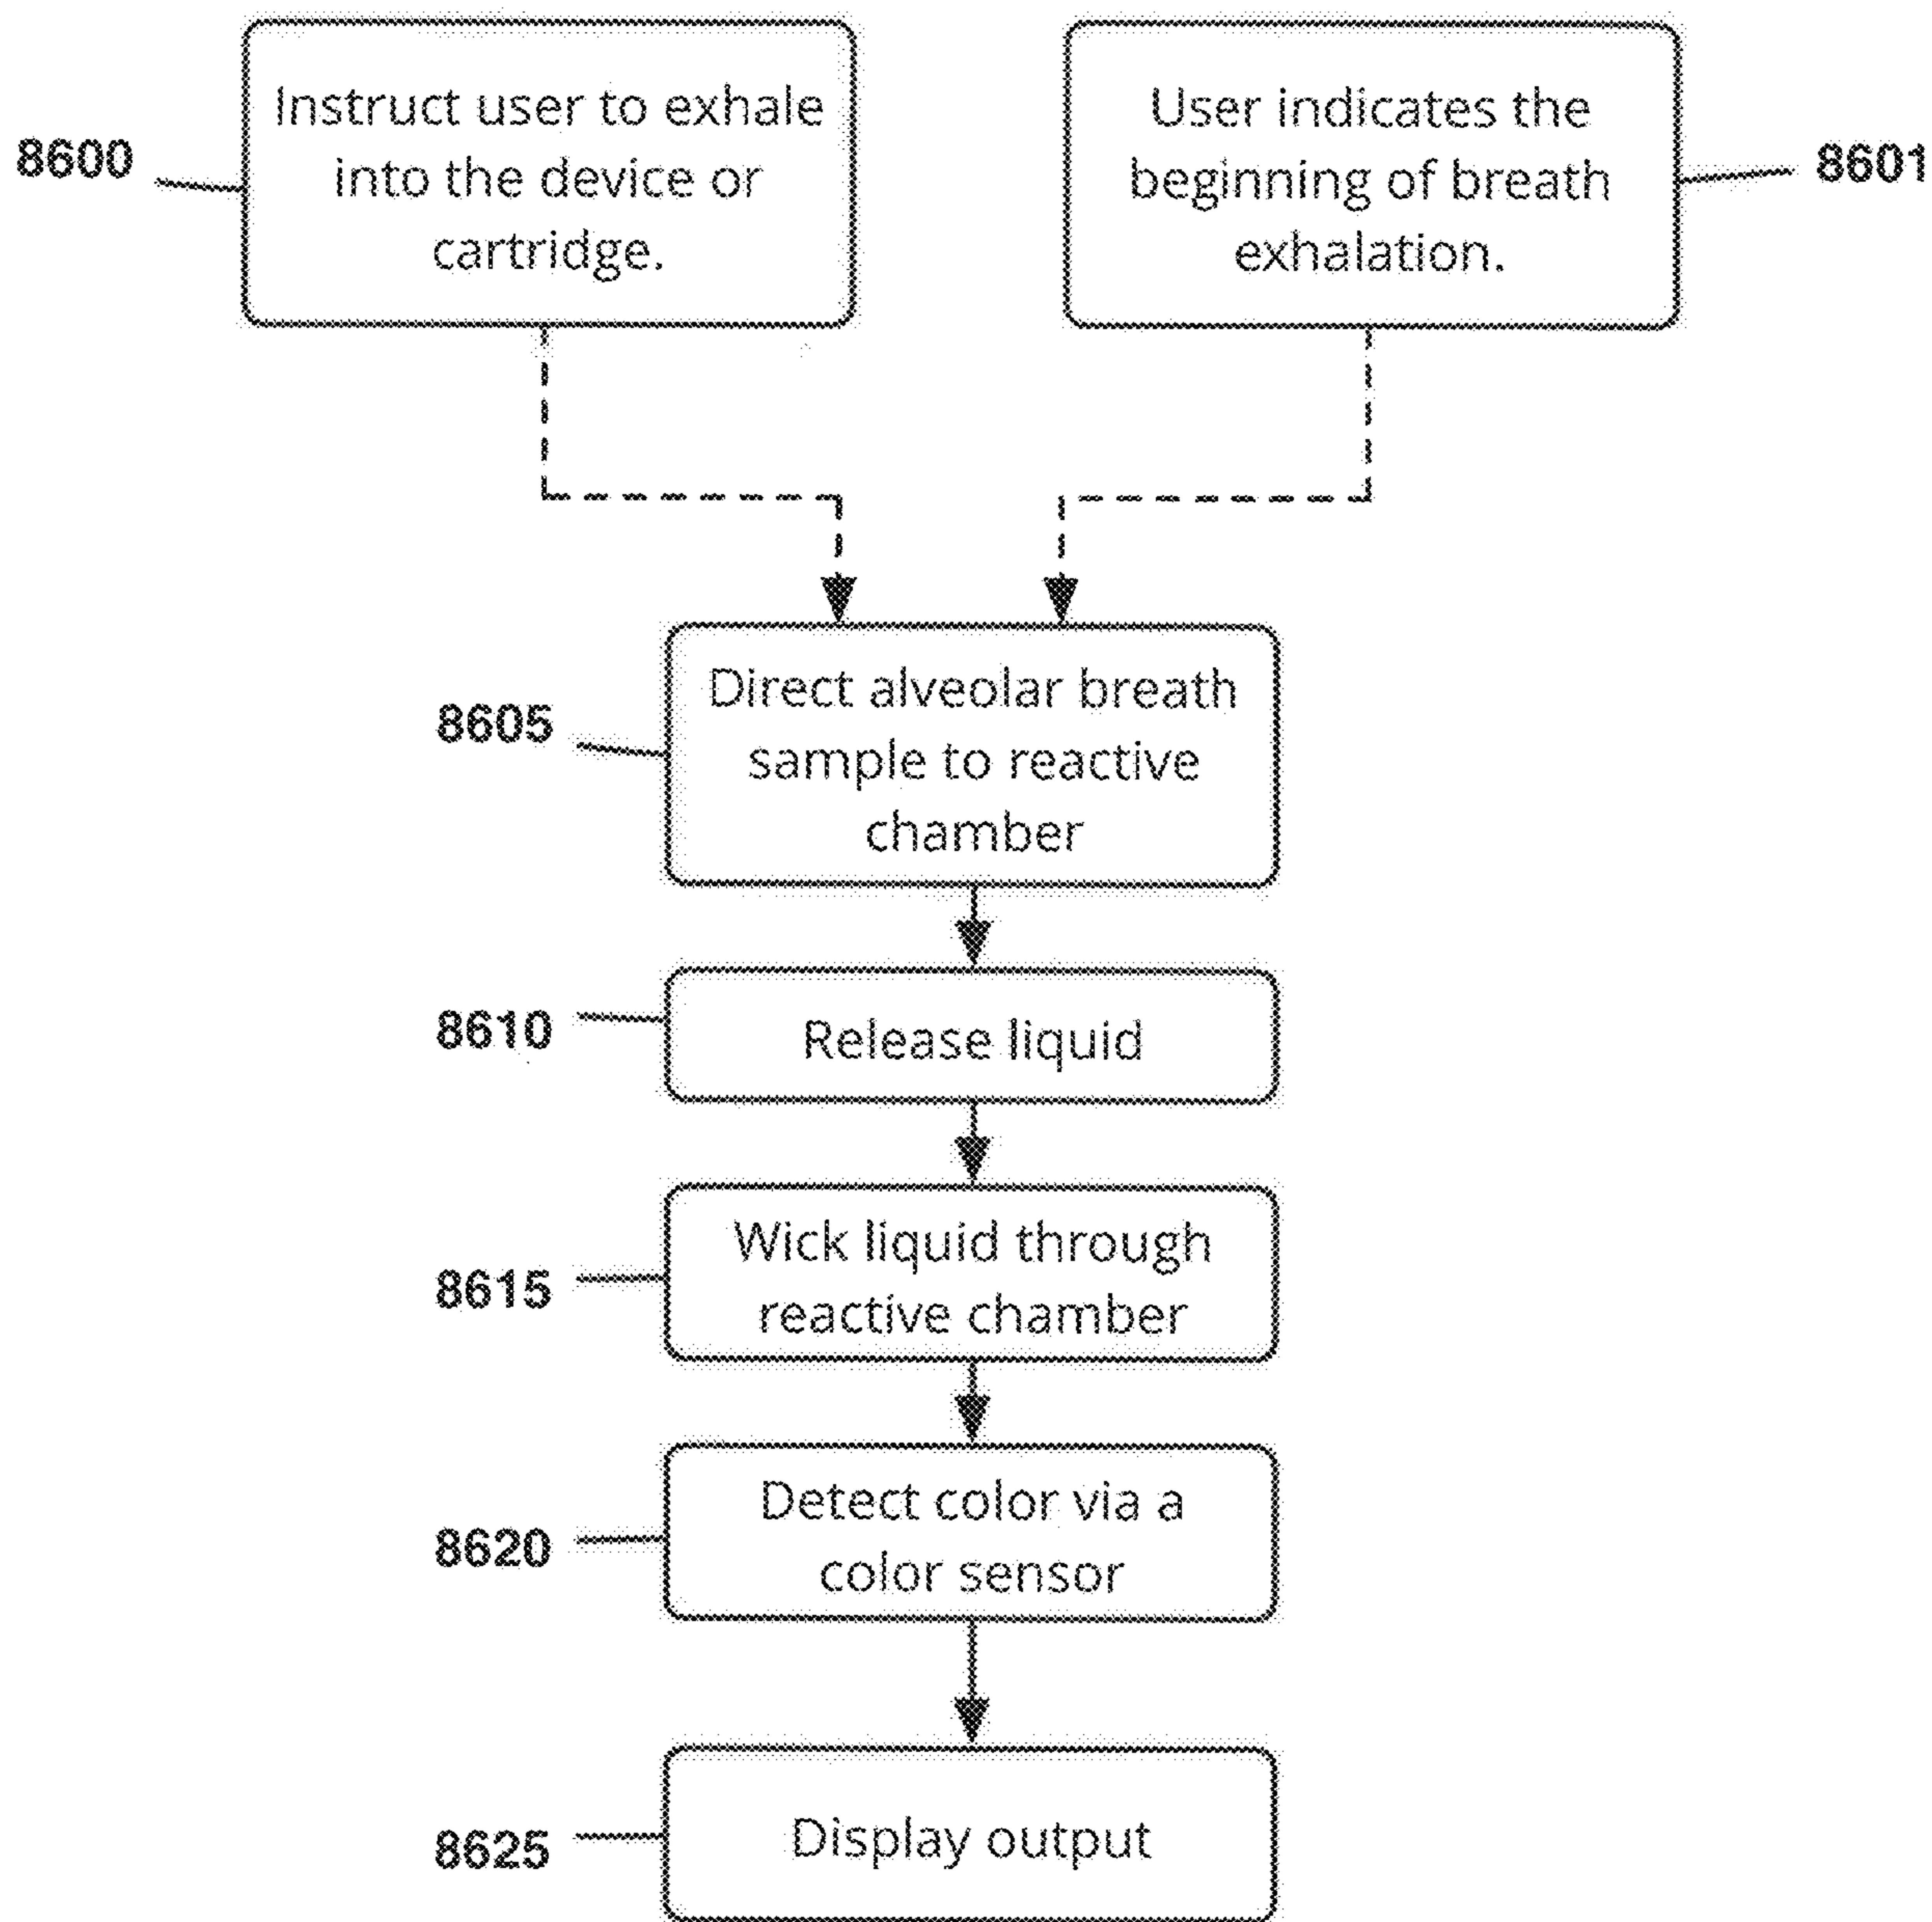 Instruct user to exhale
into the device or
cartridge.
8600
User indicates the
beginning of breath
exhalation.
8601
Direct alveolar breath
sample to reactive
chamber
8605
Release liquid
8610
Wick liquid through
reactive chamber
8615
Detect color via a
color sensor
8620
Display output
8625